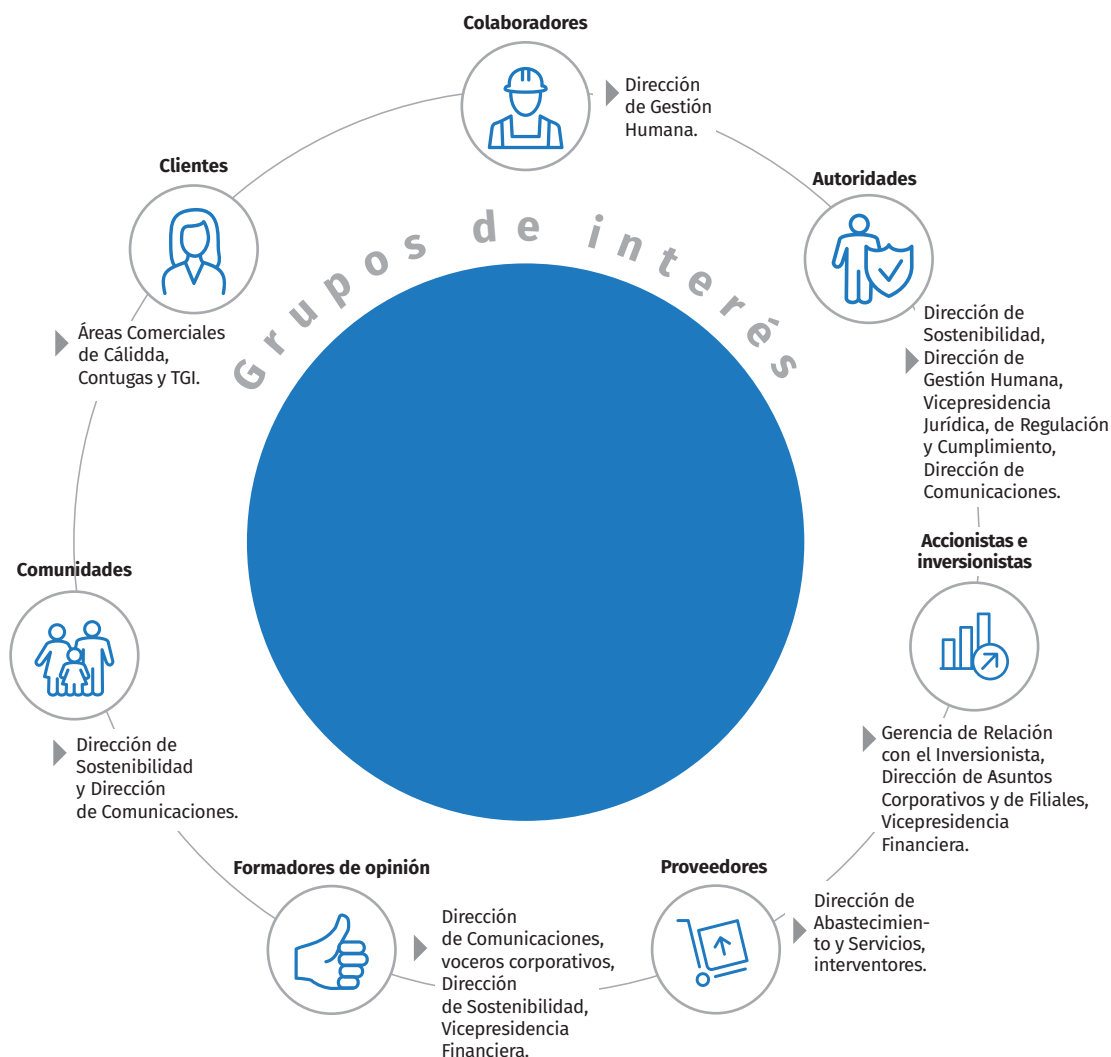 Colaboradores
Dirección
de Gestión
Humana.
Clientes
Áreas Comerciales
de Cálidda,
Contugas y TGI.
Autoridades
Dirección de
Sostenibilidad,
Dirección de
Gestión Humana,
Vicepresidencia
Jurídica, de Regulación
y Cumplimiento,
Dirección de
Comunicaciones.
Grupos de interés
Accionistas e
inversionistas
Gerencia de Relación
con el Inversionista,
Dirección de Asuntos
Corporativos y de Filiales,
Vicepresidencia
Financiera.
Comunidades
Dirección de
Sostenibilidad
y Dirección
de Comunicaciones.
Formadores de opinión
Dirección
de Comunicaciones,
voceros corporativos,
Dirección
de Sostenibilidad,
Vicepresidencia
Financiera.
Proveedores
Dirección de
Abastecimien-
to y Servicios,
interventores.